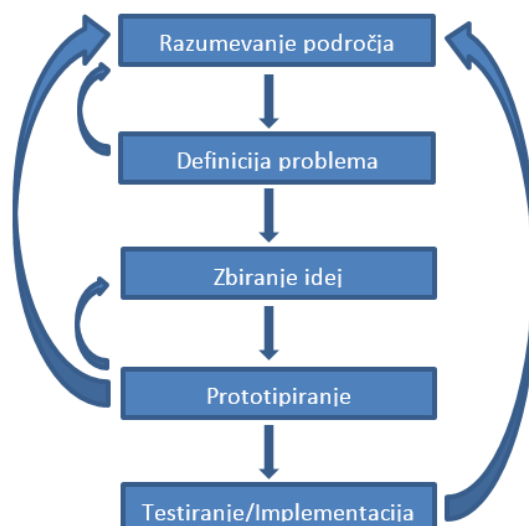 Razumevanje področja
Definicija problema
Zbiranje idej
Prototipiranje
Testiranje/Implementacija